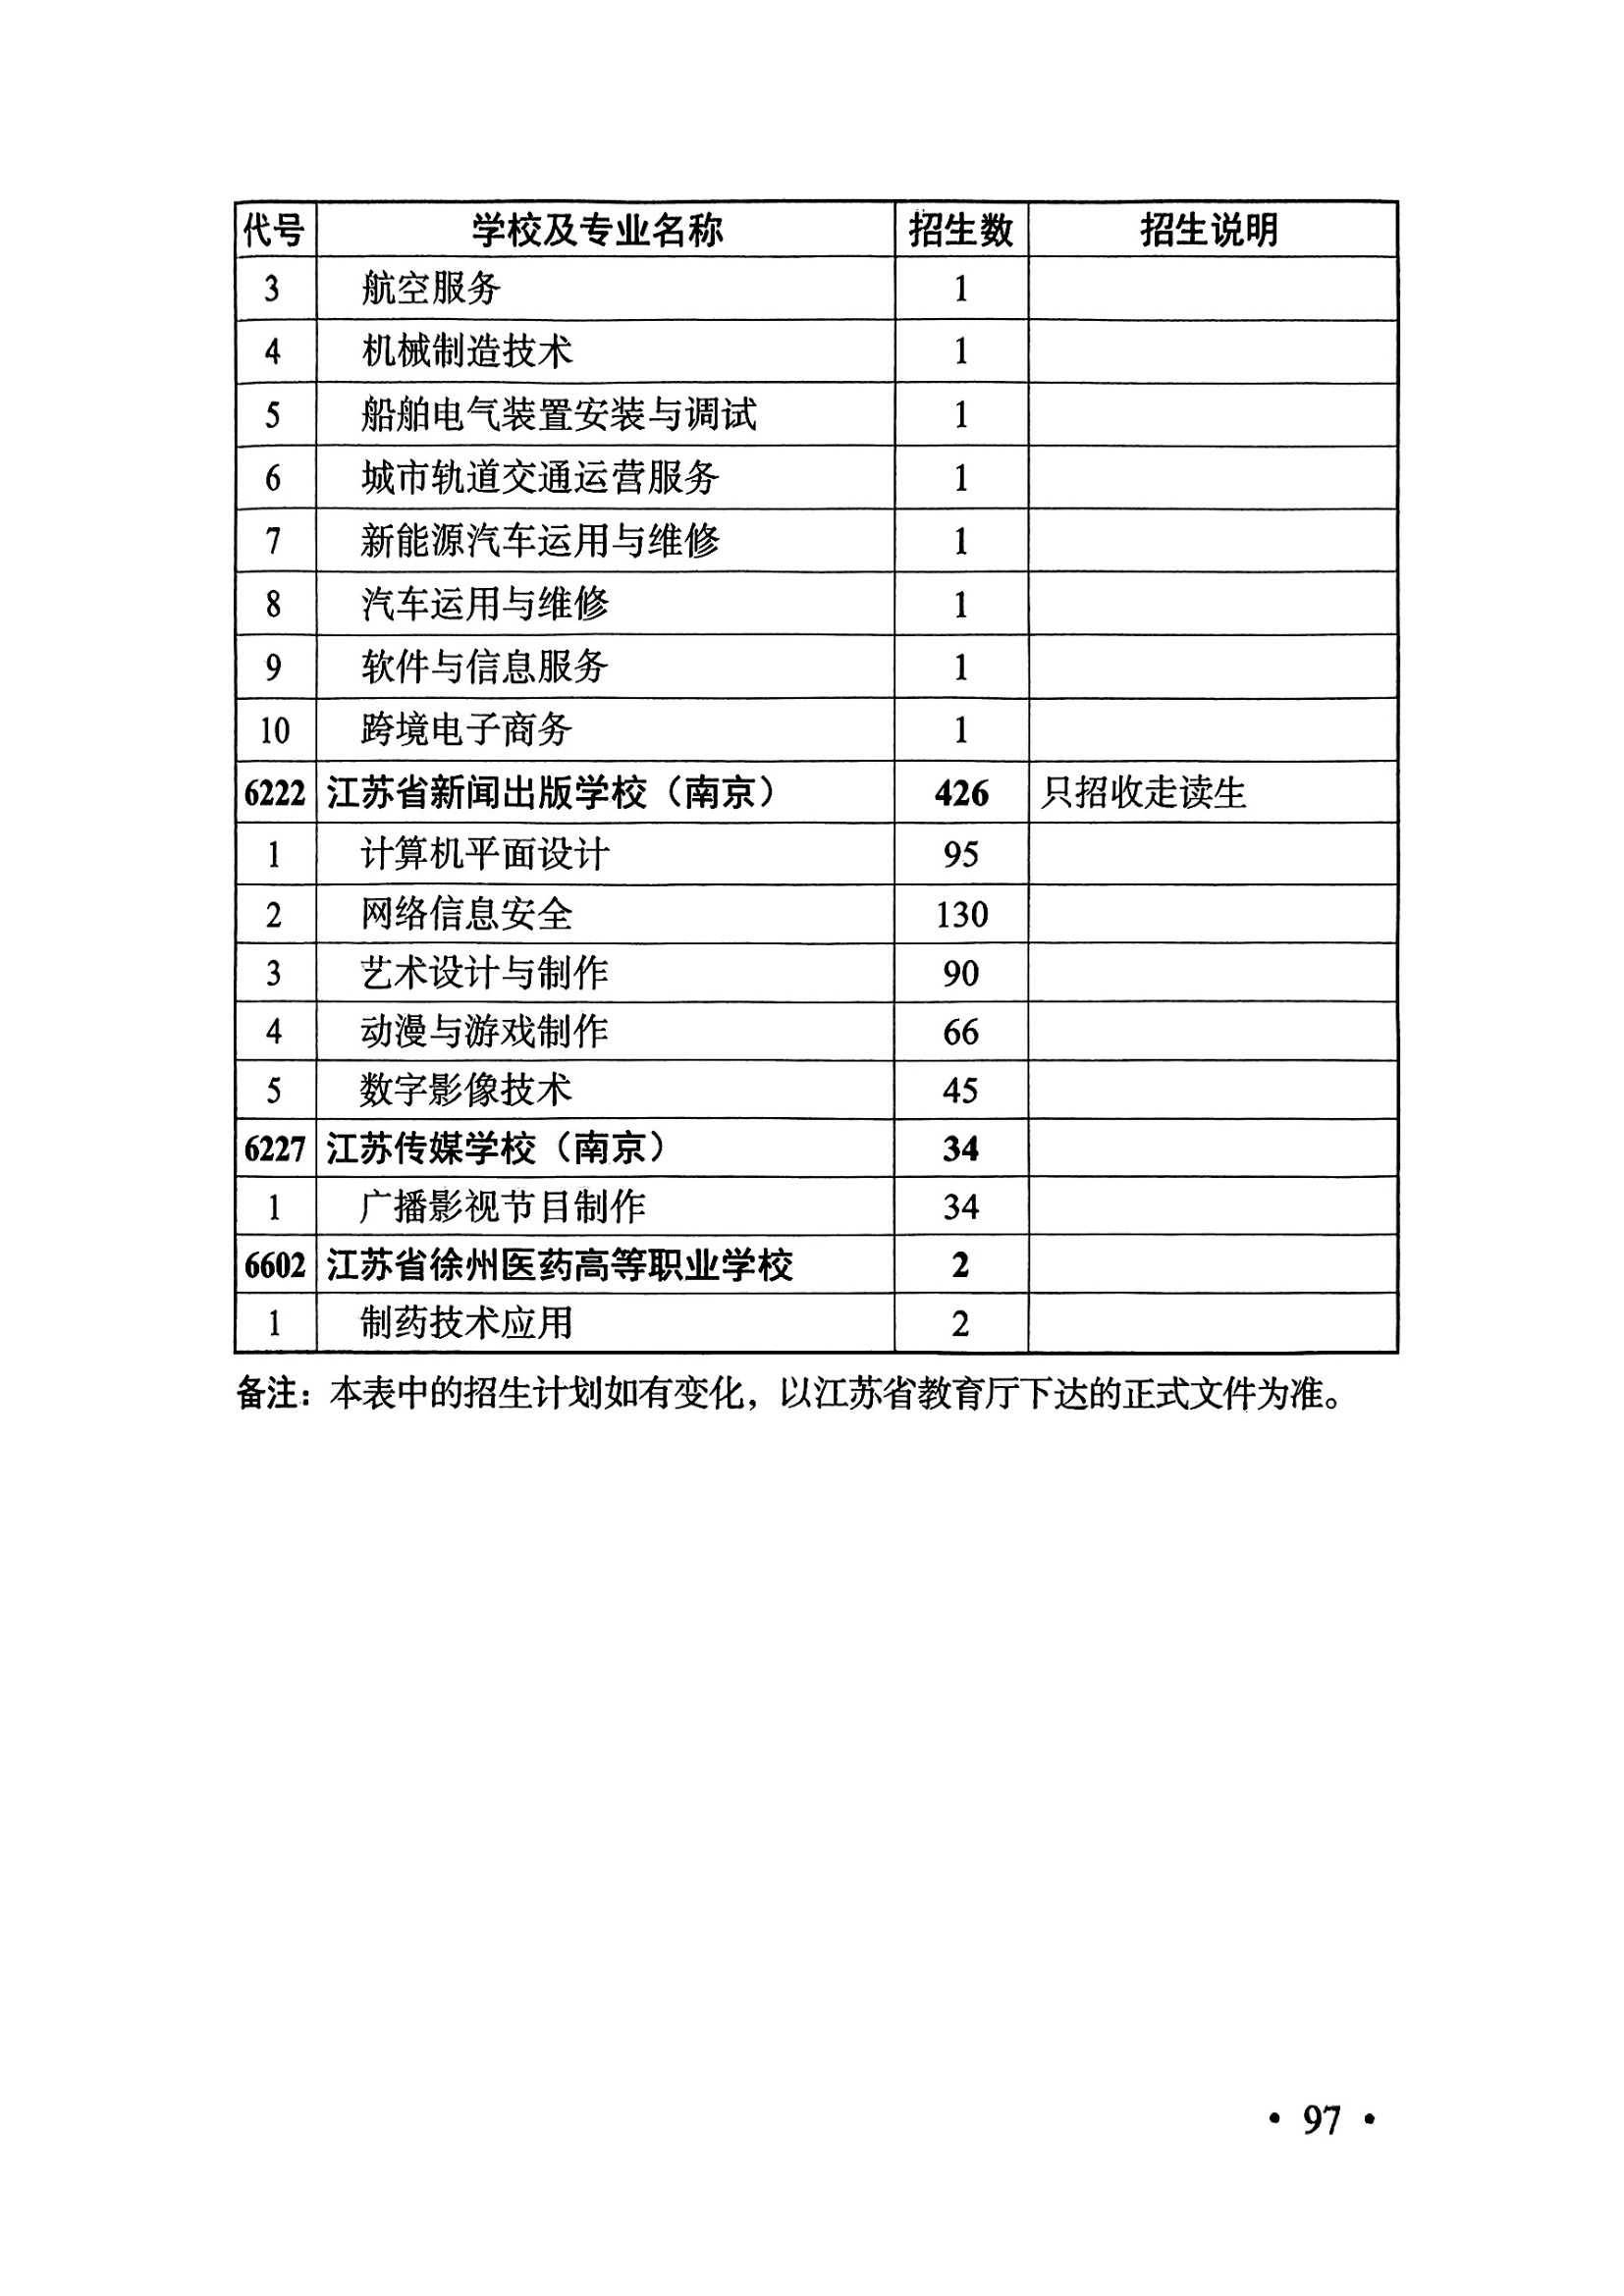 代号 学校及专业名称 招生数 招生说明
3 航空服务 1
4 机械制造技术 1
5 船舶电气装置安装与调试 1
6 城市轨道交通运营服务 1
7 新能源汽车运用与维修 1
8 汽车运用与维修 1
9 软件与信息服务 1
10 跨境电子商务 1
6222 江苏省新闻出版学校（南京） 426 只招收走读生
1 计算机平面设计 95
2 网络信息安全 130
3 艺术设计与制作 90
4 动漫与游戏制作 66
5 数字影像技术 45
6227 江苏传媒学校（南京） 34
1 广播影视节目制作 34
6602 江苏省徐州医药高等职业学校 2
1 制药技术应用 2
备注：本表中的招生计划如有变化，以江苏省教育厅下达的正式文件为准。
· 97 ·